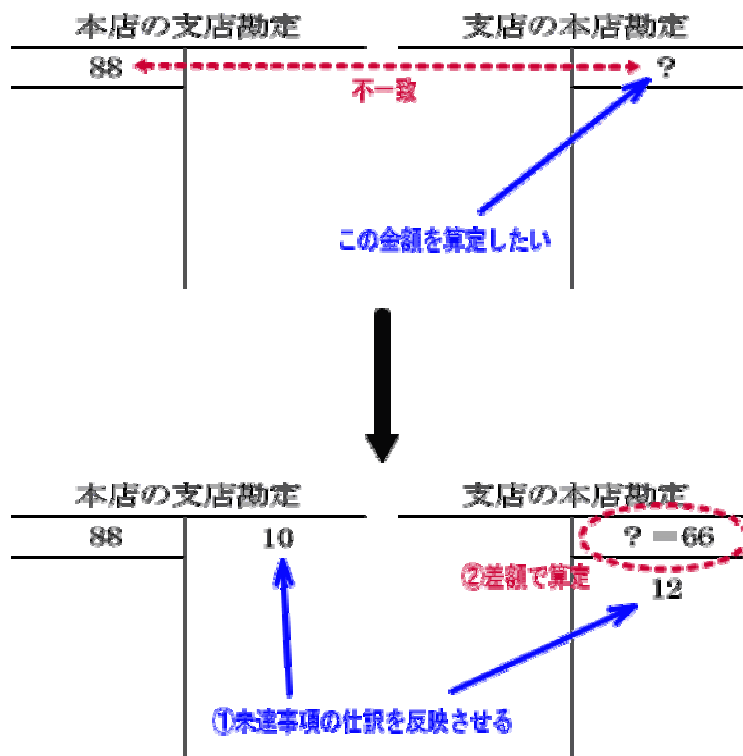 本店の支店勘定 支店の本店勘定
88 ?
不一致
この金額を算定したい
本店の支店勘定 支店の本店勘定
88 10 ? = 66
②差額で算定 12
①未達事項の仕訳を反映させる